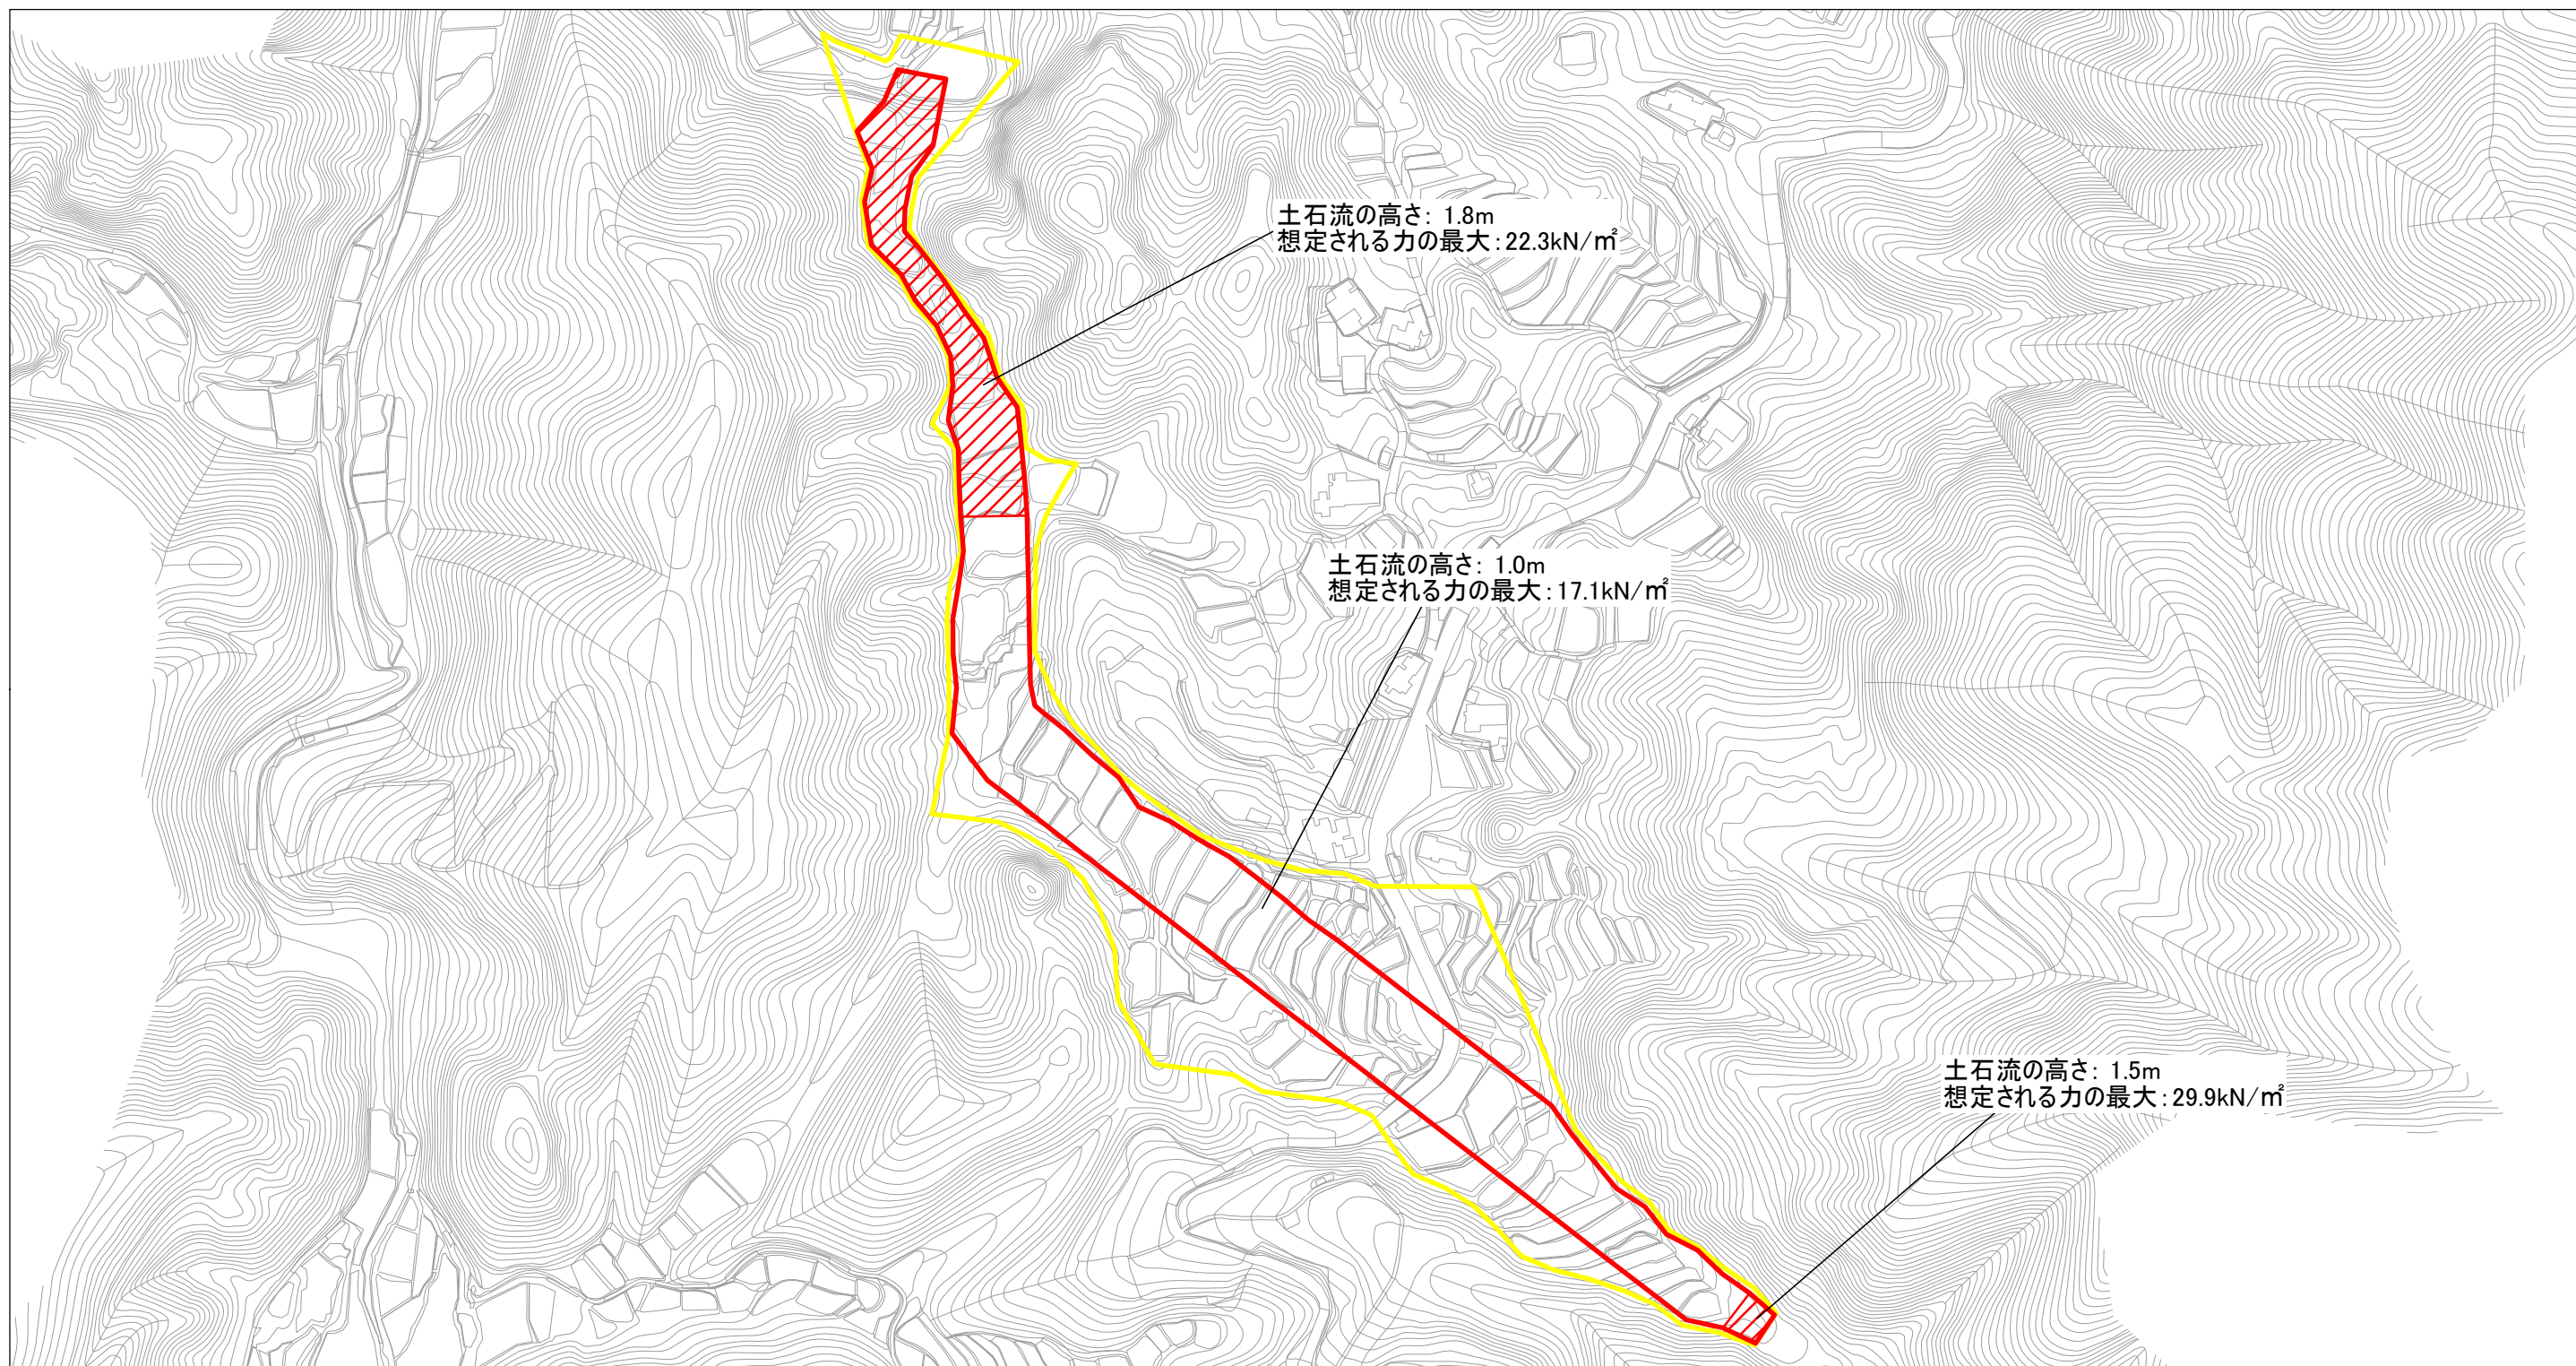 土石流の高さ: 1.8m
想定される力の最大:22.3kN/㎡
土石流の高さ: 1.0m
想定される力の最大:17.1kN/㎡
土石流の高さ: 1.5m
想定される力の最大:29.9kN/㎡